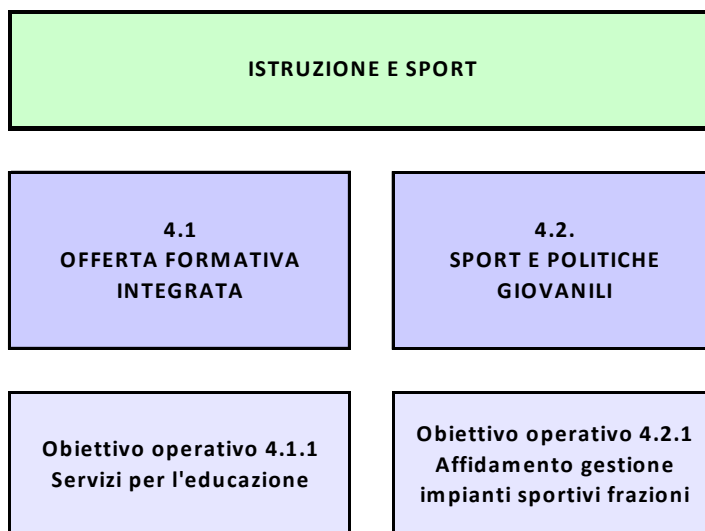 ISTRUZIONE E SPORT
4.1
OFFERTA FORMATIVA
INTEGRATA
4.2.
SPORT E POLITICHE
GIOVANILI
Obiettivo operativo 4.1.1
Servizi per l'educazione
Obiettivo operativo 4.2.1
Affidamento gestione
impianti sportivi frazioni